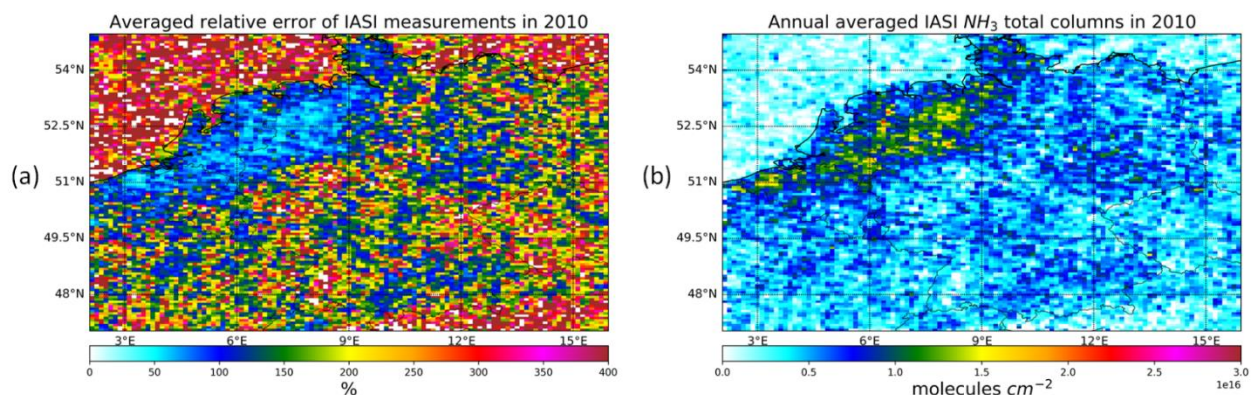 Averaged relative error of IASI measurements in 2010
54°N
52.5°N
(a)
51°N
49.5°N
48°N
3°E 6°E 9°E 12°E 15°E
0 50 100 150 200 250 300 350 400
%
Annual averaged IASI NH3 total columns in 2010
54°N
52.5°N
(b)
51°N
49.5°N
48°N
3°E 6°E 9°E 12°E 15°E
0.0 0.5 1.0 1.5 2.0 2.5 3.0
1e16
molecules cm−2